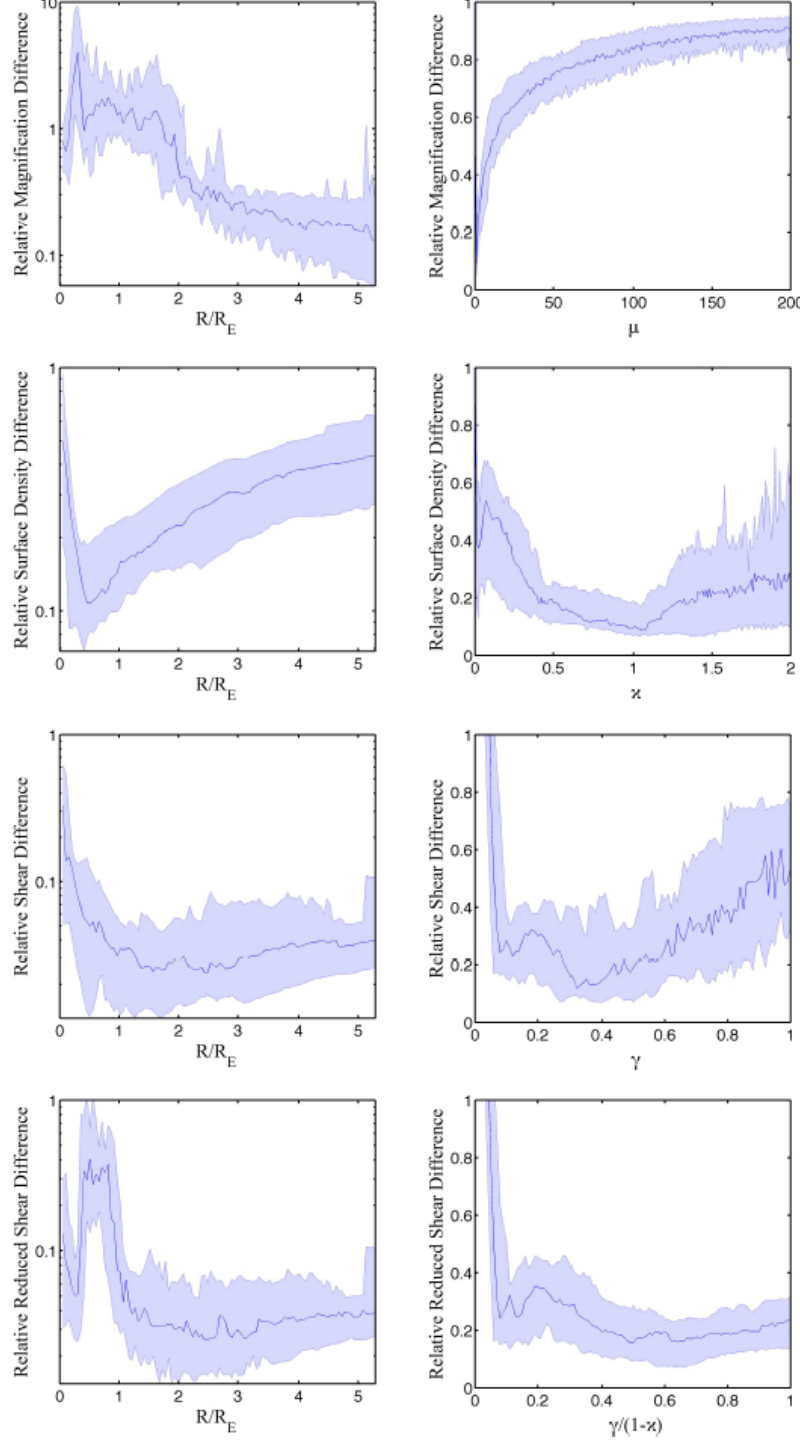 Relative Magnification Difference
10
1
0.1
0 1 2 3 4 5
R/R_E
Relative Magnification Difference
1
0.8
0.6
0.4
0.2
0
0 50 100 150 200
μ
Relative Surface Density Difference
1
0.1
0 1 2 3 4 5
R/R_E
Relative Surface Density Difference
1
0.8
0.6
0.4
0.2
0
0 0.5 1 1.5 2
ϰ
Relative Shear Difference
1
0.1
0 1 2 3 4 5
R/R_E
Relative Shear Difference
1
0.8
0.6
0.4
0.2
0
0 0.2 0.4 0.6 0.8 1
γ
Relative Reduced Shear Difference
1
0.1
0 1 2 3 4 5
R/R_E
Relative Reduced Shear Difference
1
0.8
0.6
0.4
0.2
0
0 0.2 0.4 0.6 0.8 1
γ/(1-ϰ)